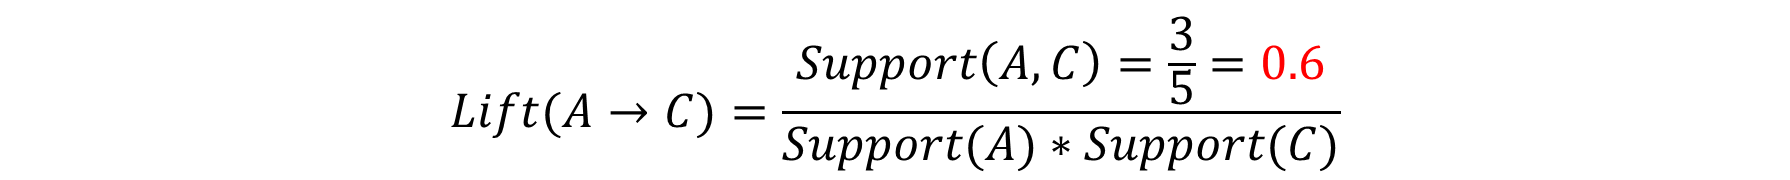 Lift(A → C) = 
Support(A, C) = 3/5 = 0.6
Support(A) ∗ Support(C)